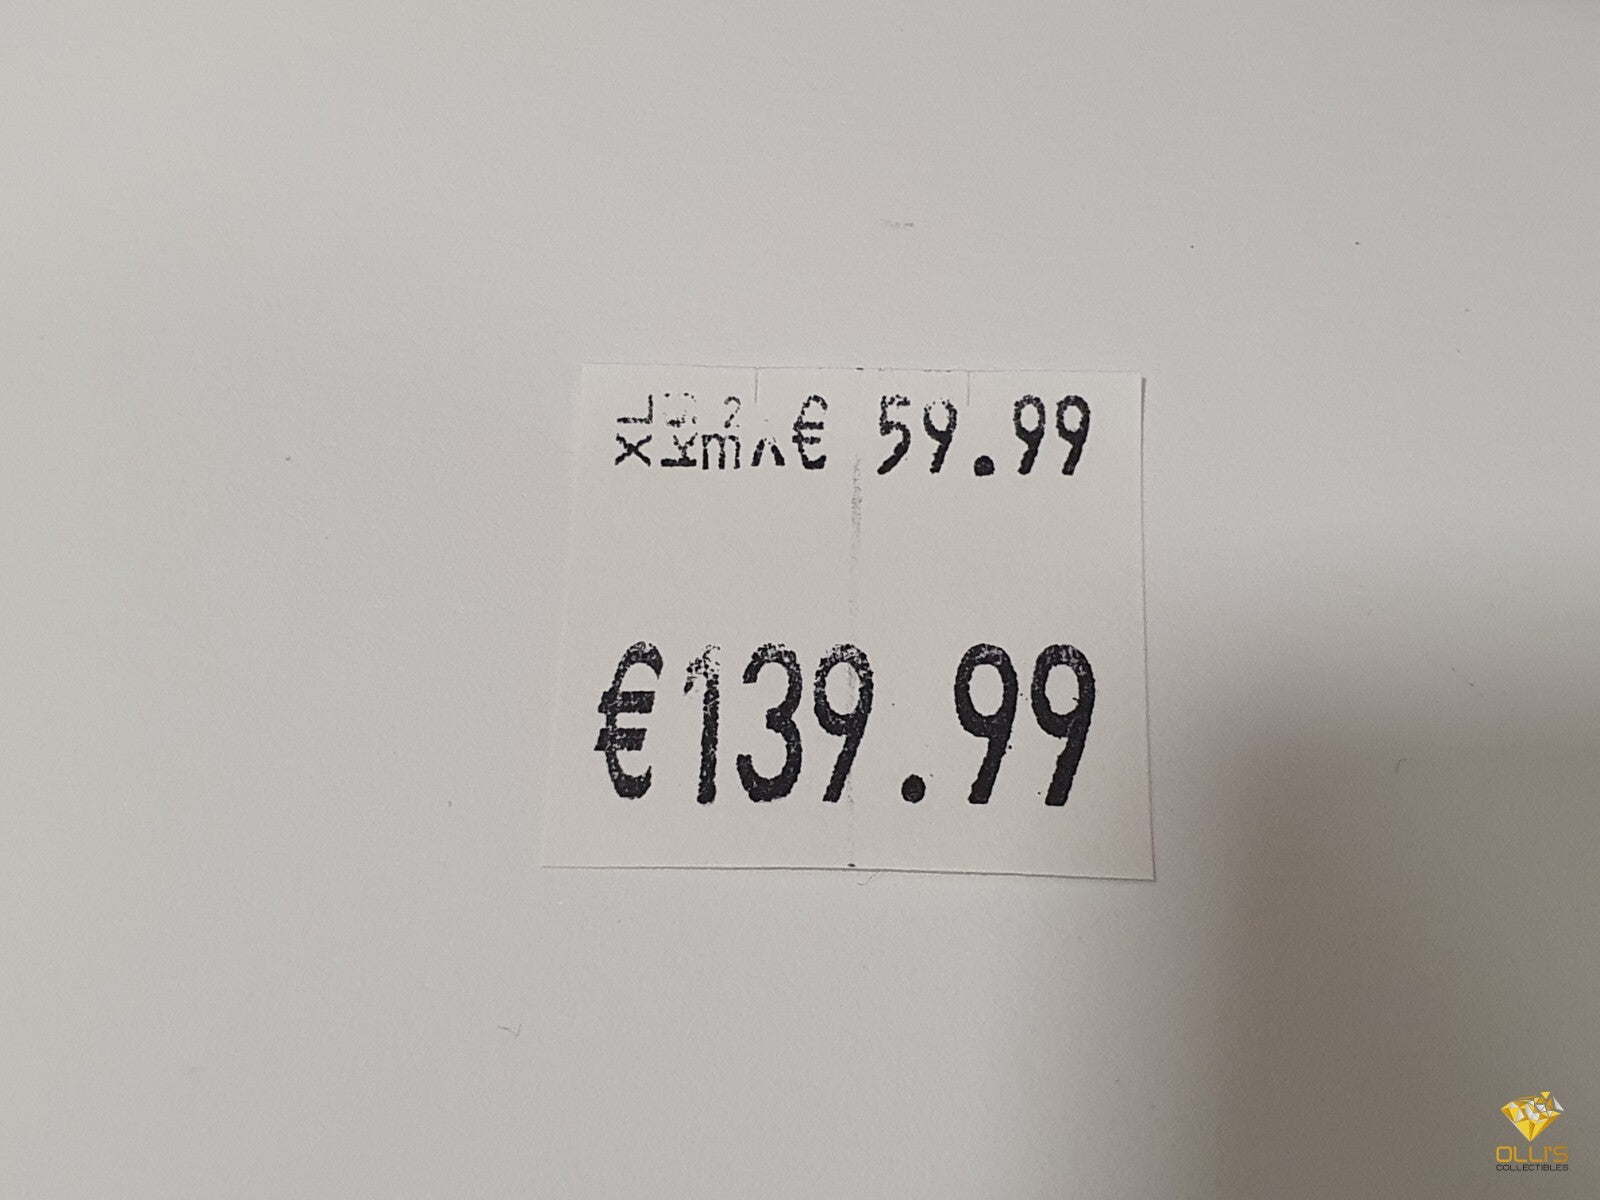 € 59.99
€139.99
OLLI'S
COLLECTIBLES